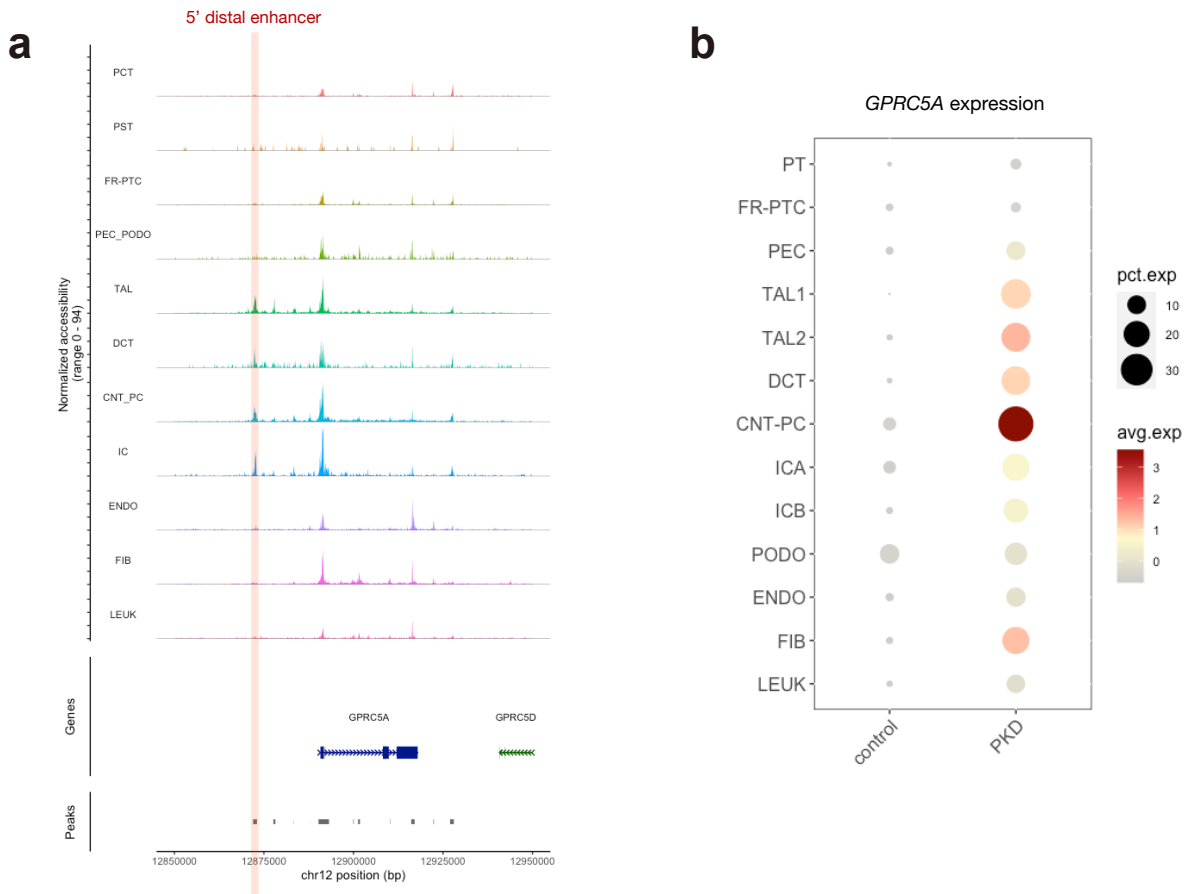 a
5’ distal enhancer
Normalized accessibility
(range 0 - 94)
PCT
PST
FR-PTC
PEC_PODO
TAL
DCT
CNT_PC
IC
ENDO
FIB
LEUK
Genes
GPRC5A
GPRC5D
Peaks
12850000
12875000
12900000
12925000
12950000
chr12 position (bp)
b
GPRC5A expression
PT
FR-PTC
PEC
TAL1
TAL2
DCT
CNT-PC
ICA
ICB
PODO
ENDO
FIB
LEUK
control
PKD
pct.exp
10
20
30
avg.exp
3
2
1
0